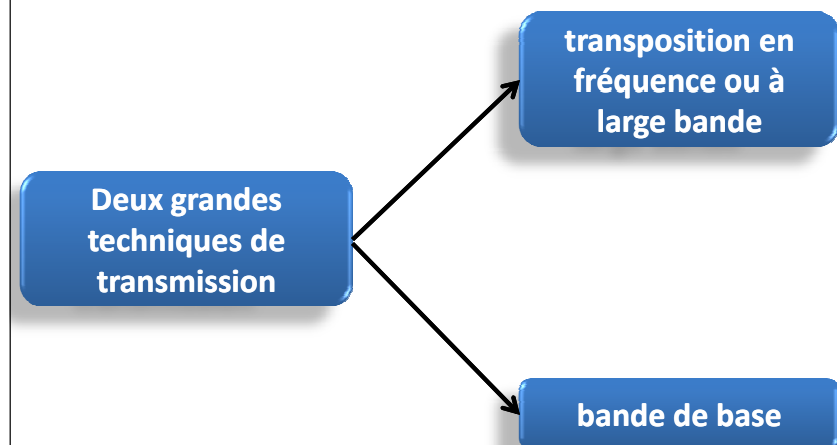 transposition en
fréquence ou à
large bande
Deux grandes
techniques de
transmission
bande de base